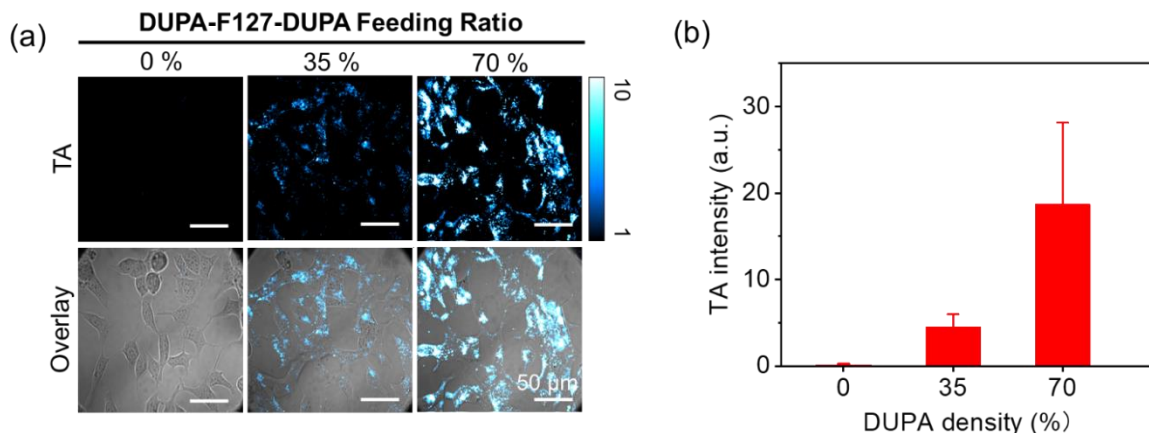 (a)
DUPA-F127-DUPA Feeding Ratio
0 % 35 % 70 %
TA
10
1
Overlay
50 μm
(b)
TA intensity (a.u.)
30
20
10
0
0 35 70
DUPA density (%)